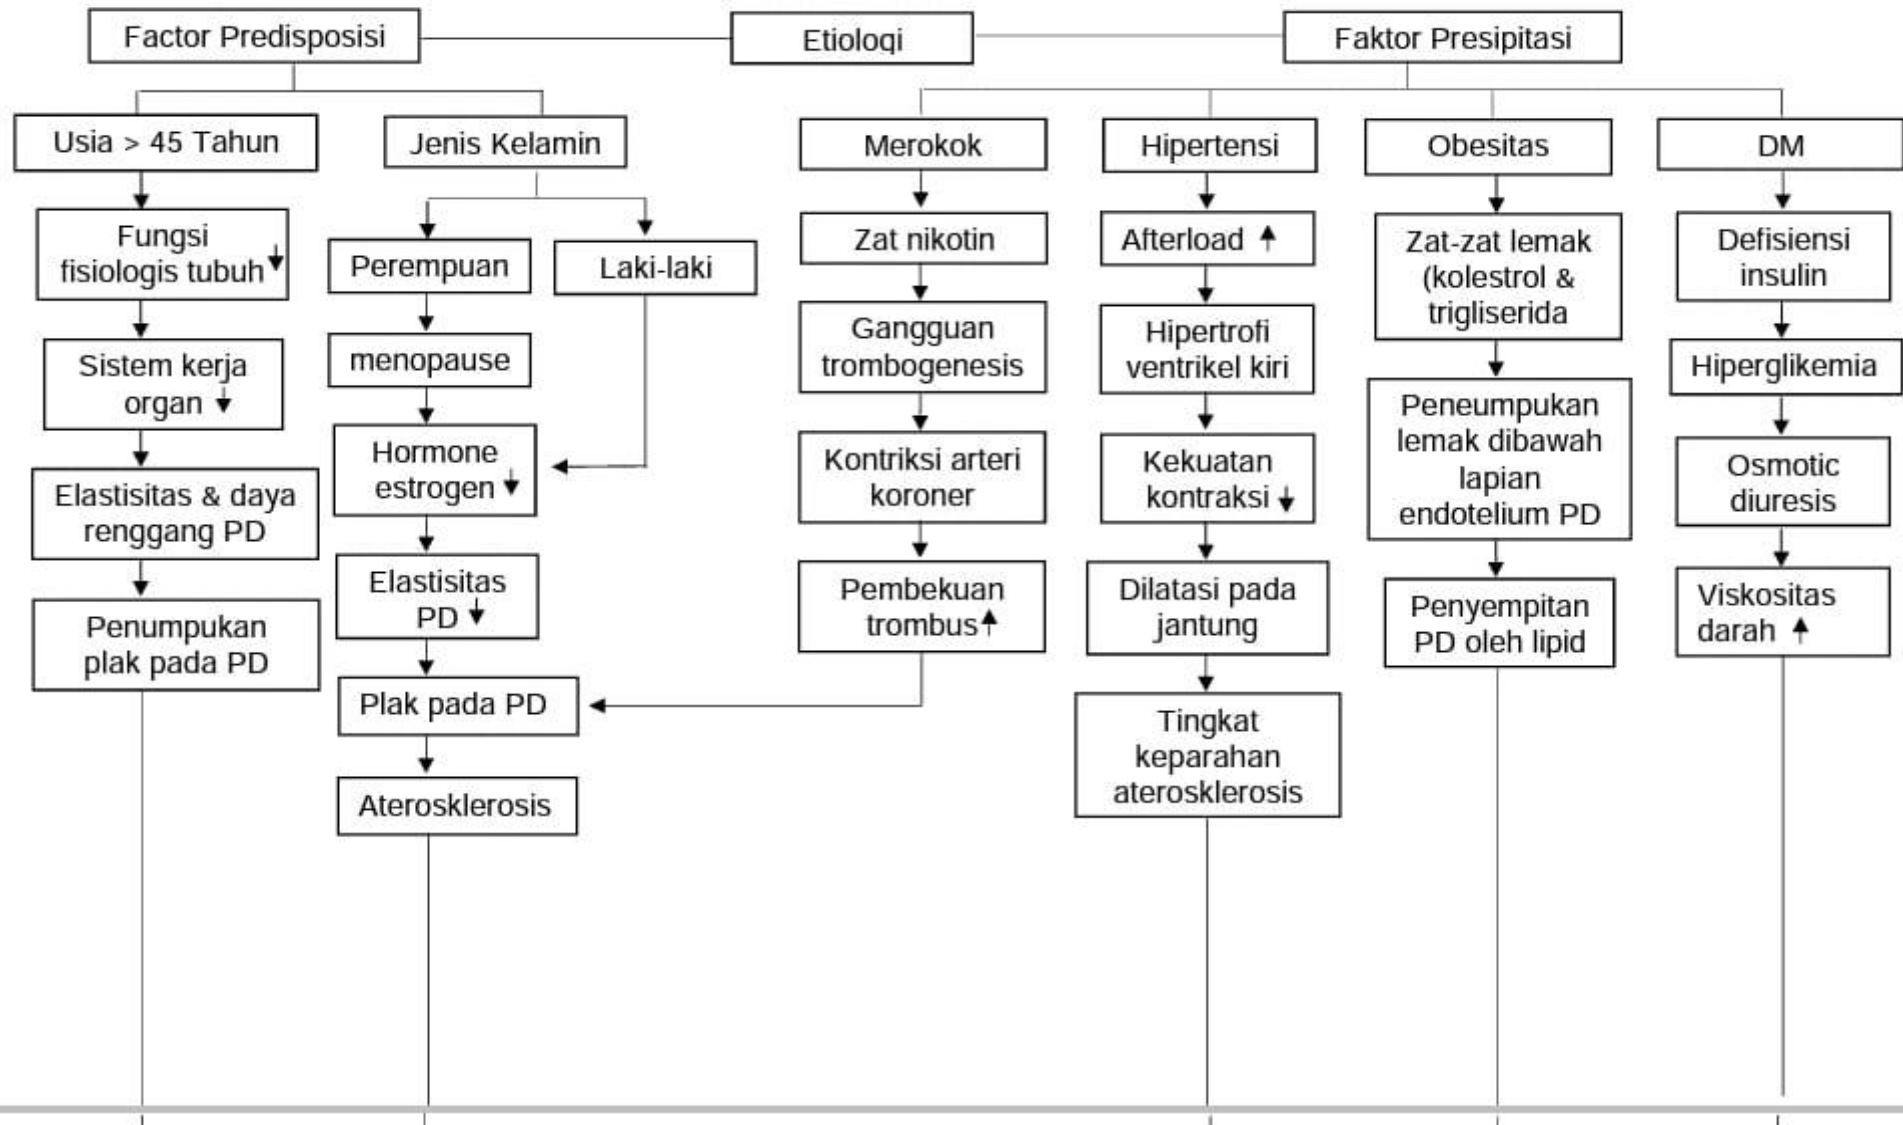 Factor Predisposisi
Etioloqi
Faktor Presipitasi
Usia > 45 Tahun
Fungsi
fisiologis tubuh ↓
Sistem kerja
organ ↓
Elastisitas & daya
renggang PD
Penumpukan
plak pada PD
Jenis Kelamin
Perempuan
Laki-laki
menopause
Hormone
estrogen ↓
Elastisitas
PD ↓
Plak pada PD
Aterosklerosis
Merokok
Zat nikotin
Gangguan
trombogenesis
Kontriksi arteri
koroner
Pembekuan
trombus ↑
Hipertensi
Afterload ↑
Hipertrofi
ventrikel kiri
Kekuatan
kontraksi ↓
Dilatasi pada
jantung
Tingkat
keparahan
aterosklerosis
Obesitas
Zat-zat lemak
(kolestrol &
trigliserida
Peneumpukan
lemak dibawah
lapian
endotelium PD
Penyempitan
PD oleh lipid
DM
Defisiensi
insulin
Hiperglikemia
Osmotic
diuresis
Viskositas
darah ↑